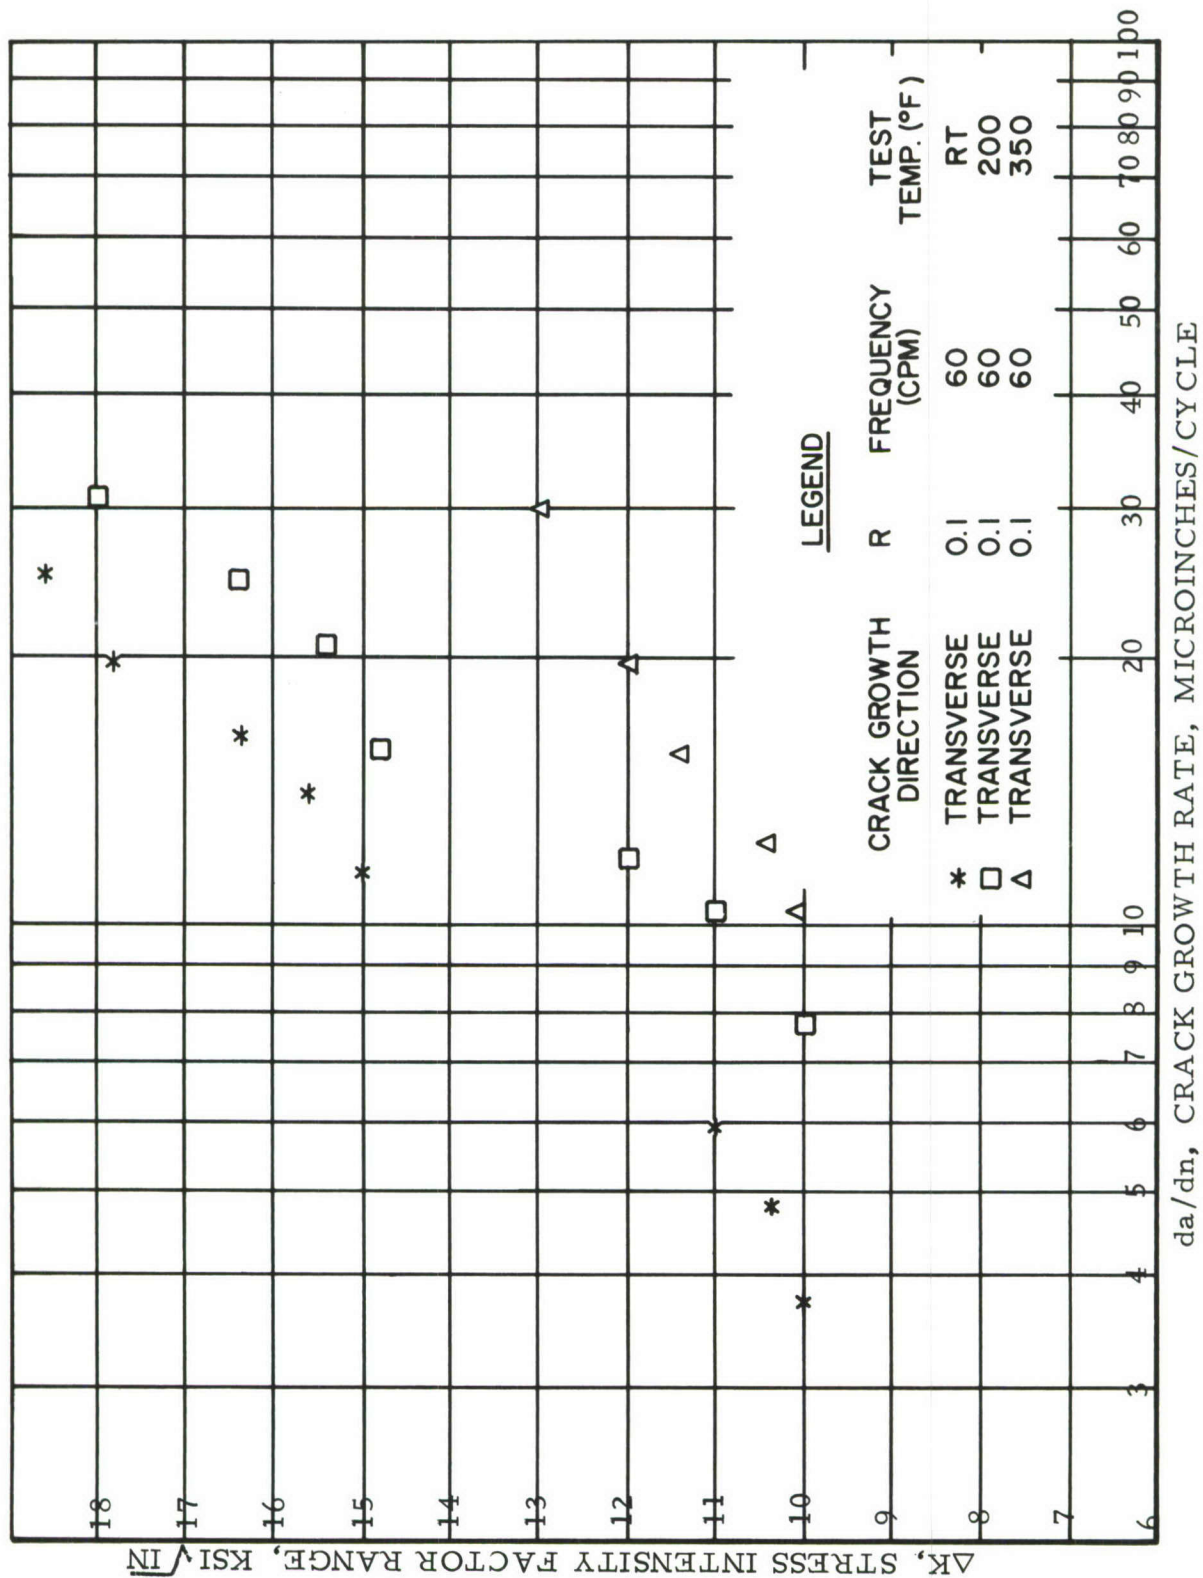 ΔK, STRESS INTENSITY FACTOR RANGE, KSI√IN
18
17
16
15
14
13
12
11
10
9
8
7
6
LEGEND
CRACK GROWTH DIRECTION R FREQUENCY (CPM) TEST TEMP. (°F)
* TRANSVERSE 0.1 60 RT
□ TRANSVERSE 0.1 60 200
△ TRANSVERSE 0.1 60 350
3 4 5 6 7 8 9 10 20 30 40 50 60 70 80 90 100
da/dn, CRACK GROWTH RATE, MICROINCHES/CYCLE